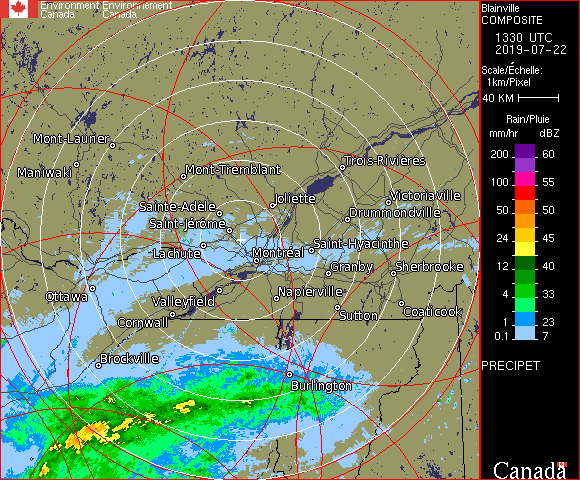 Environment Environnement
Canada Canada
Blainville
COMPOSITE
1330 UTC
2019-07-22
Scale/Échelle:
1km/Pixel
40 KM
Rain/Pluie
mm/hr dBZ
200 60
100 55
50 50
24 45
12 40
4 33
1 23
0.1 7
PRECIPET
Canada
Mont-Laurier
Maniwaki
Mont-Tremblant
Trois-Rivières
Sainte-Adèle
Joliette
Victoriaville
Saint-Jérôme
Drummondville
Lachute
Montréal
Saint-Hyacinthe
Granby
Sherbrooke
Ottawa
Valleyfield
Napierville
Cornwall
Sutton
Coaticook
Brockville
Burlington